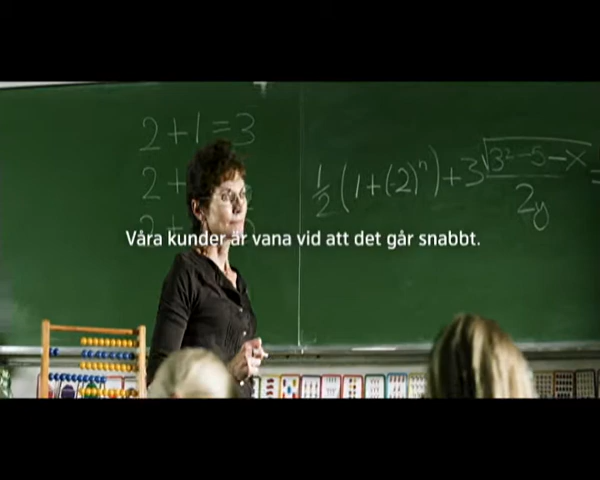 2+1=3
2+
½(1+(-2)ⁿ)+3√(3²-5-x)/2y =
Våra kunder är vana vid att det går snabbt.
2+